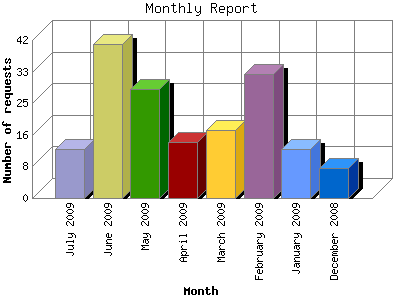 Monthly Report
42
33
25
16
8
0
Number of requests
July 2009
June 2009
May 2009
April 2009
March 2009
February 2009
January 2009
December 2008
Month